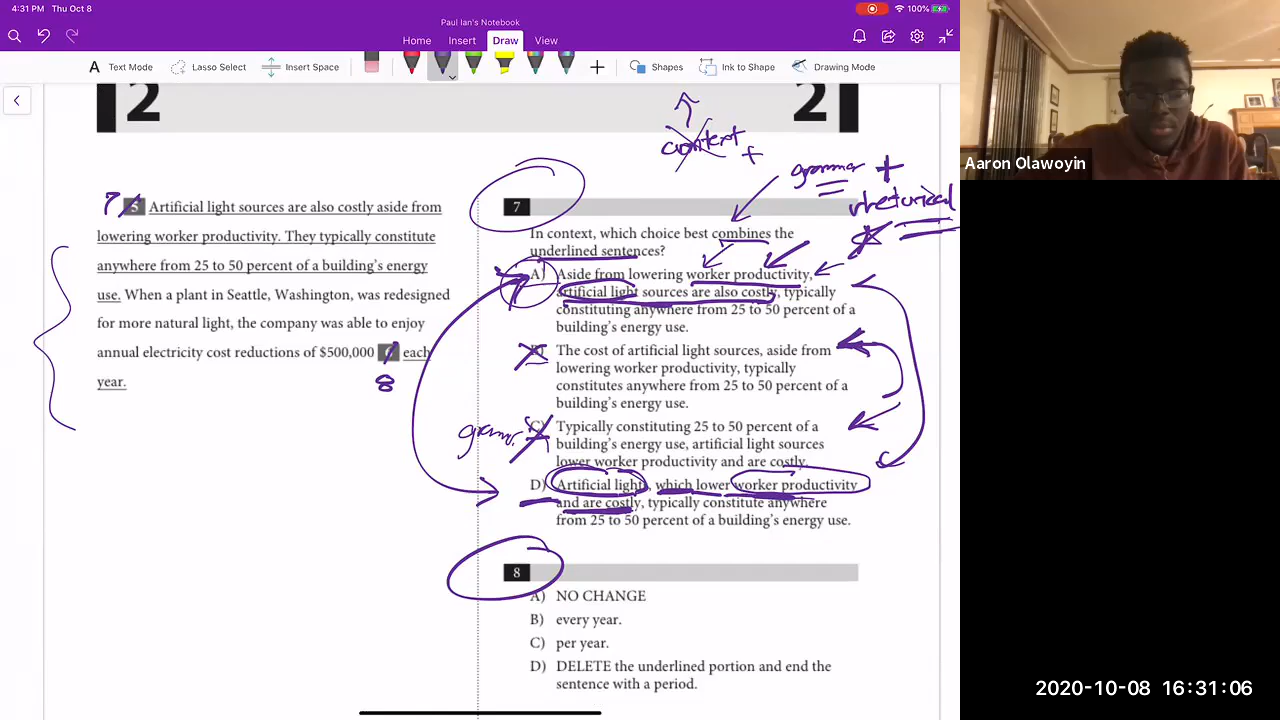 4:31 PM Thu Oct 8
100%
Paul Ian's Notebook
Home Insert Draw View
Text Mode Lasso Select Insert Space Shapes Ink to Shape Drawing Mode
2 2
context +
grammar +
rhetorical
Aaron Olawoyin
7 5 Artificial light sources are also costly aside from
lowering worker productivity. They typically constitute
anywhere from 25 to 50 percent of a building's energy
use. When a plant in Seattle, Washington, was redesigned
for more natural light, the company was able to enjoy
annual electricity cost reductions of $500,000 each
year.
8
7
In context, which choice best combines the
underlined sentences?
A) Aside from lowering worker productivity,
artificial light sources are also costly, typically
constituting anywhere from 25 to 50 percent of a
building's energy use.
B) The cost of artificial light sources, aside from
lowering worker productivity, typically
constitutes anywhere from 25 to 50 percent of a
building's energy use.
C) Typically constituting 25 to 50 percent of a
building's energy use, artificial light sources
lower worker productivity and are costly.
D) Artificial light, which lower worker productivity
and are costly, typically constitute anywhere
from 25 to 50 percent of a building's energy use.
8
A) NO CHANGE
B) every year.
C) per year.
D) DELETE the underlined portion and end the
sentence with a period.
2020-10-08 16:31:06